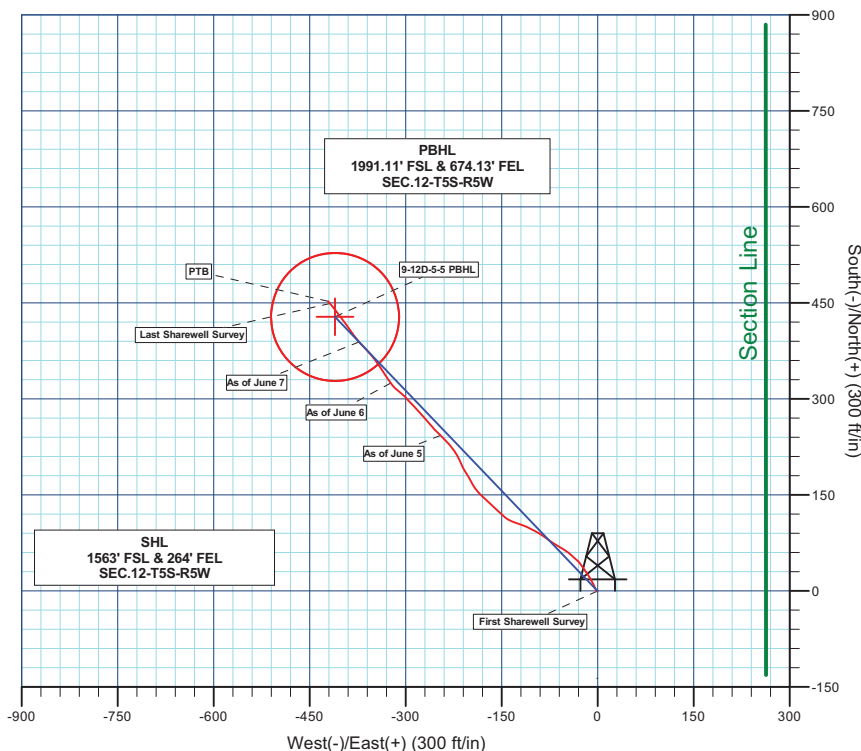 PBHL
1991.11' FSL & 674.13' FEL
SEC.12-T5S-R5W
PTB
9-12D-5-5 PBHL
Last Sharewell Survey
As of June 7
As of June 6
As of June 5
SHL
1563' FSL & 264' FEL
SEC.12-T5S-R5W
First Sharewell Survey
Section Line
900
750
600
450
300
150
0
-150
South(-)/North(+) (300 ft/in)
-900
-750
-600
-450
-300
-150
0
150
300
West(-)/East(+) (300 ft/in)